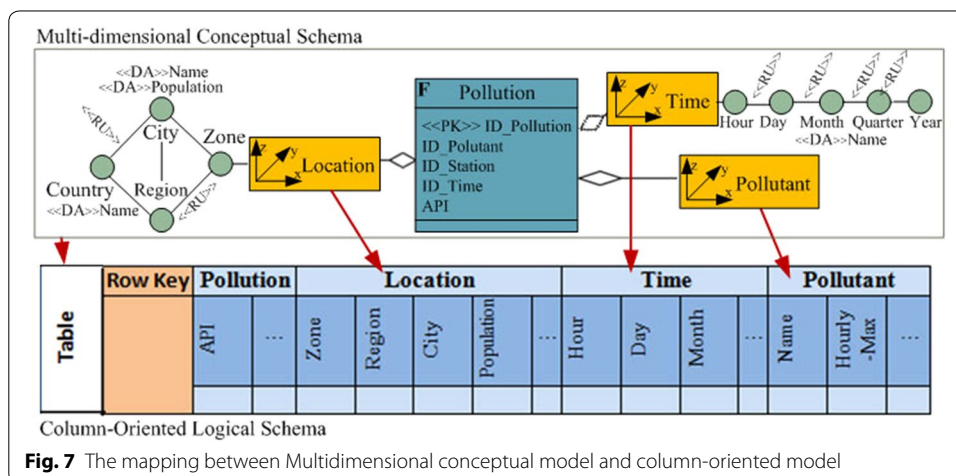 Multi-dimensional Conceptual Schema
<<DA>>Name
<<DA>>Population
<<RU>>
City
Zone
Country
<<DA>>Name
Region
<<RU>>
z
y
x
Location
F Pollution
<<PK>> ID_Pollution
ID_Polutant
ID_Station
ID_Time
API
z
y
x
Time
<<RU>> <<RU>> <<RU>> <<RU>>
Hour Day Month Quarter Year
<<DA>>Name
z
y
x
Pollutant
Table
Row Key Pollution Location Time Pollutant
API ... Zone Region City Population ... Hour Day Month ... Name Hourly
-Max ...
Column-Oriented Logical Schema
Fig. 7 The mapping between Multidimensional conceptual model and column-oriented model